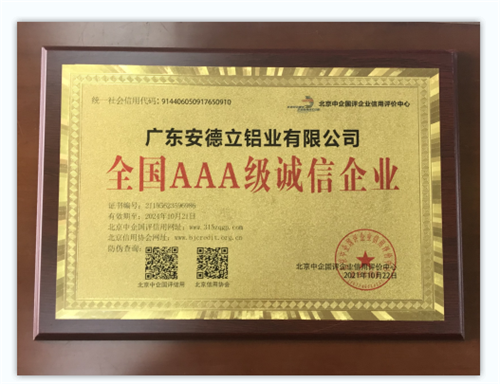 统一社会信用代码：914406050917650910
北京中企国评企业信用评价中心
广东安德立铝业有限公司
全国AAA级诚信企业
有效期至：2024年10月21日
北京中企国评信用网址：
北京信用协会网址：
防伪查询：
北京中企国评信用
北京信用协会
北京中企国评企业信用评价中心
2021年10月22日